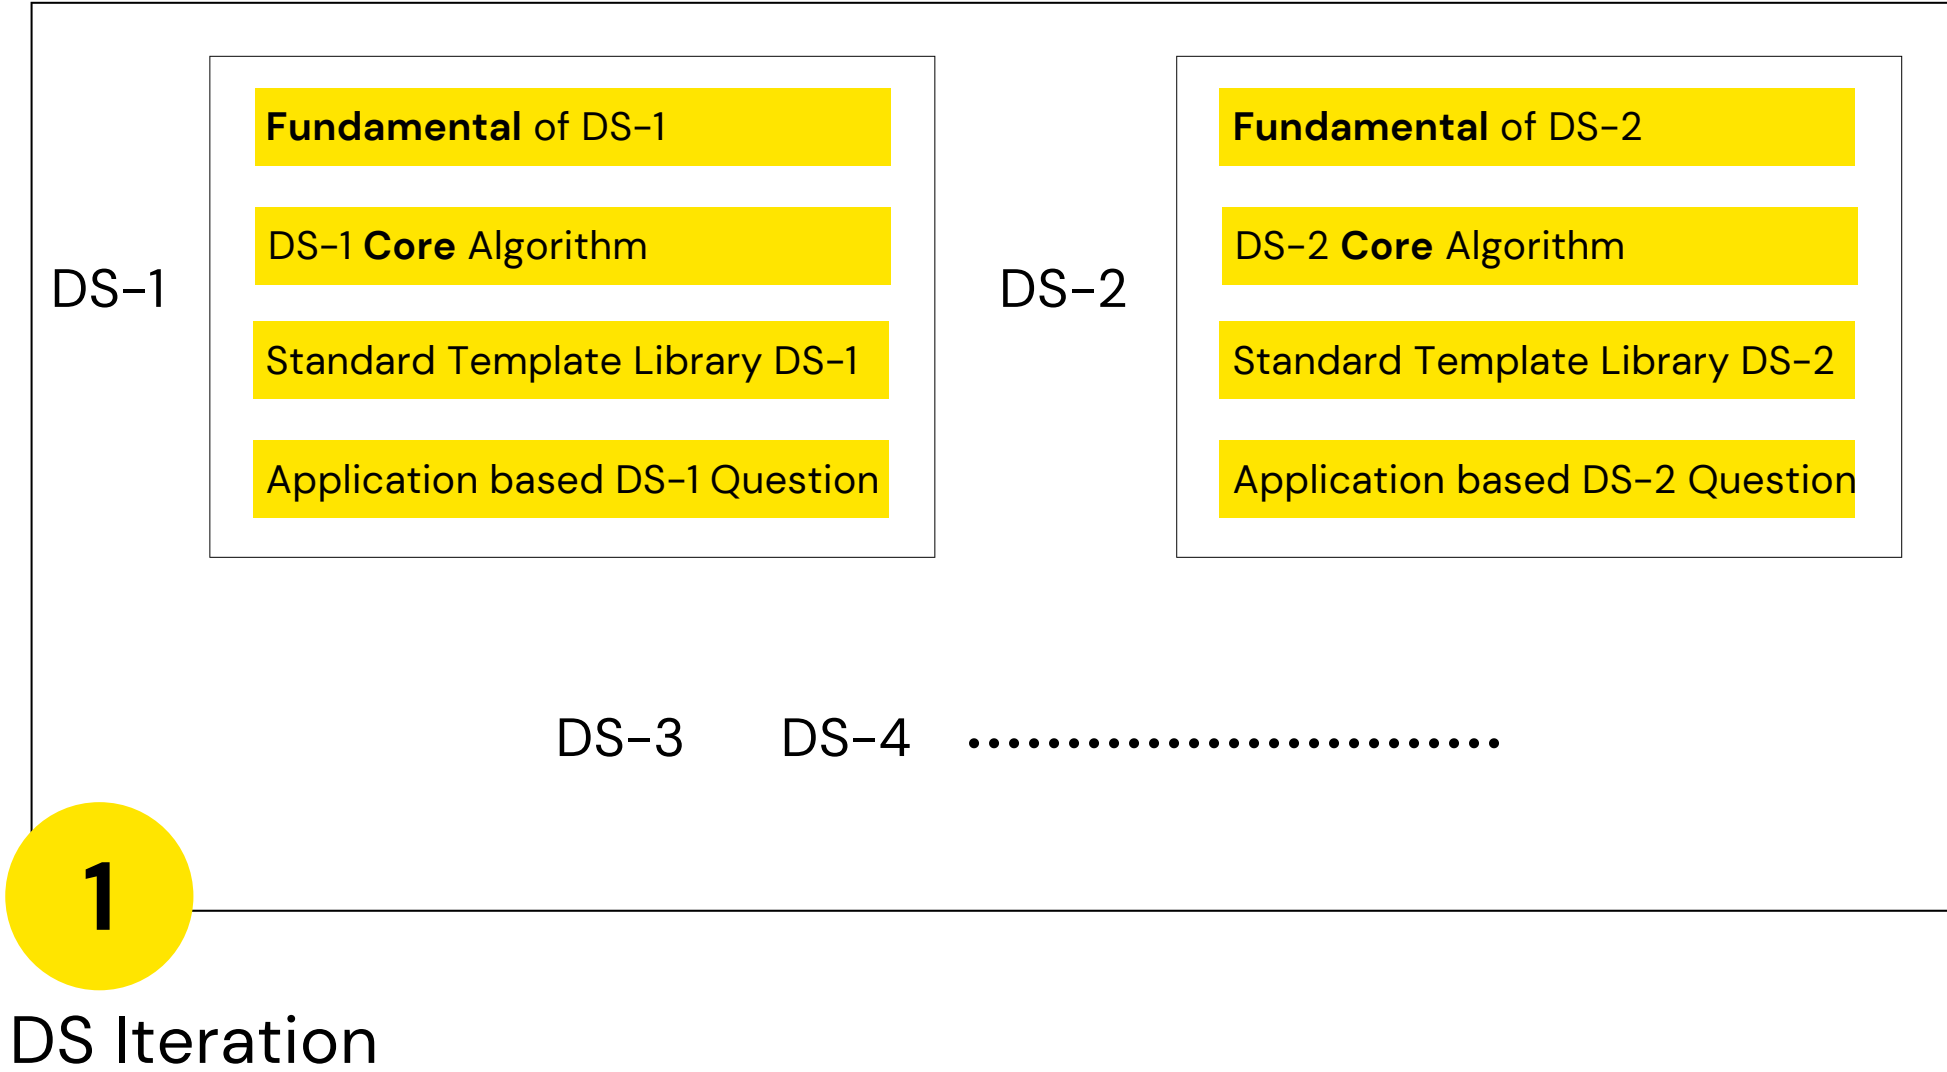 DS-1
Fundamental of DS-1
DS-1 Core Algorithm
Standard Template Library DS-1
Application based DS-1 Question
DS-2
Fundamental of DS-2
DS-2 Core Algorithm
Standard Template Library DS-2
Application based DS-2 Question
DS-3 DS-4 ...........................
1
DS Iteration